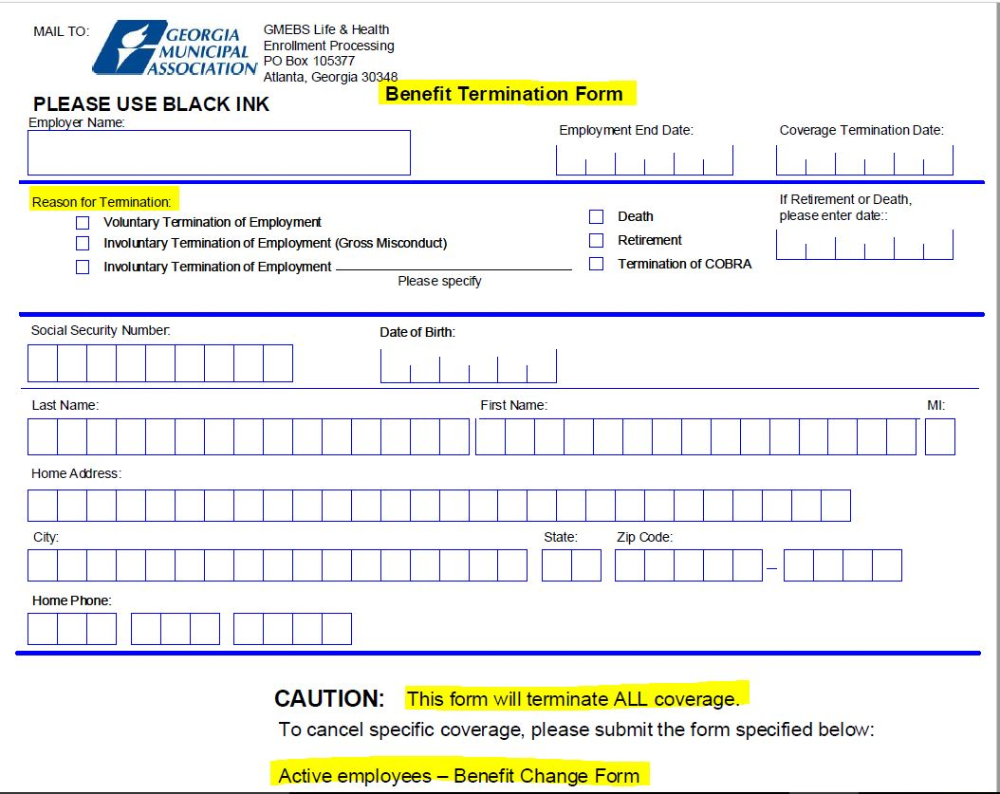 MAIL TO:
GEORGIA
MUNICIPAL
ASSOCIATION
GMEBS Life & Health
Enrollment Processing
PO Box 105377
Atlanta, Georgia 30348
Benefit Termination Form
PLEASE USE BLACK INK
Employer Name:
Employment End Date:
Coverage Termination Date:
Reason for Termination:
Voluntary Termination of Employment
Involuntary Termination of Employment (Gross Misconduct)
Involuntary Termination of Employment
Please specify
Death
Retirement
Termination of COBRA
If Retirement or Death,
please enter date::
Social Security Number:
Date of Birth:
Last Name:
First Name:
MI:
Home Address:
City:
State:
Zip Code:
Home Phone:
CAUTION: This form will terminate ALL coverage.
To cancel specific coverage, please submit the form specified below:
Active employees – Benefit Change Form